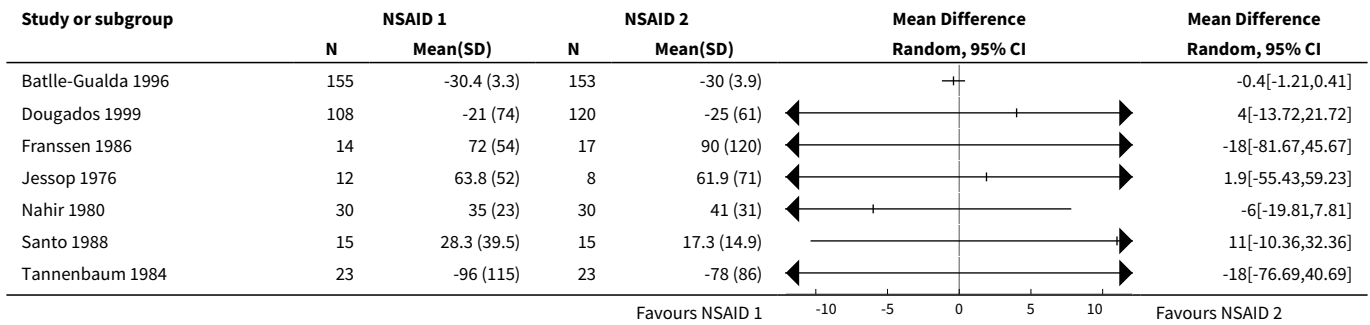 Study or subgroup NSAID 1 NSAID 2 Mean Difference Mean Difference
N Mean(SD) N Mean(SD) Random, 95% CI Random, 95% CI
Batlle-Gualda 1996 155 -30.4 (3.3) 153 -30 (3.9) -0.4[-1.21,0.41]
Dougados 1999 108 -21 (74) 120 -25 (61) 4[-13.72,21.72]
Franssen 1986 14 72 (54) 17 90 (120) -18[-81.67,45.67]
Jessop 1976 12 63.8 (52) 8 61.9 (71) 1.9[-55.43,59.23]
Nahir 1980 30 35 (23) 30 41 (31) -6[-19.81,7.81]
Santo 1988 15 28.3 (39.5) 15 17.3 (14.9) 11[-10.36,32.36]
Tannenbaum 1984 23 -96 (115) 23 -78 (86) -18[-76.69,40.69]
Favours NSAID 1 -10 -5 0 5 10 Favours NSAID 2